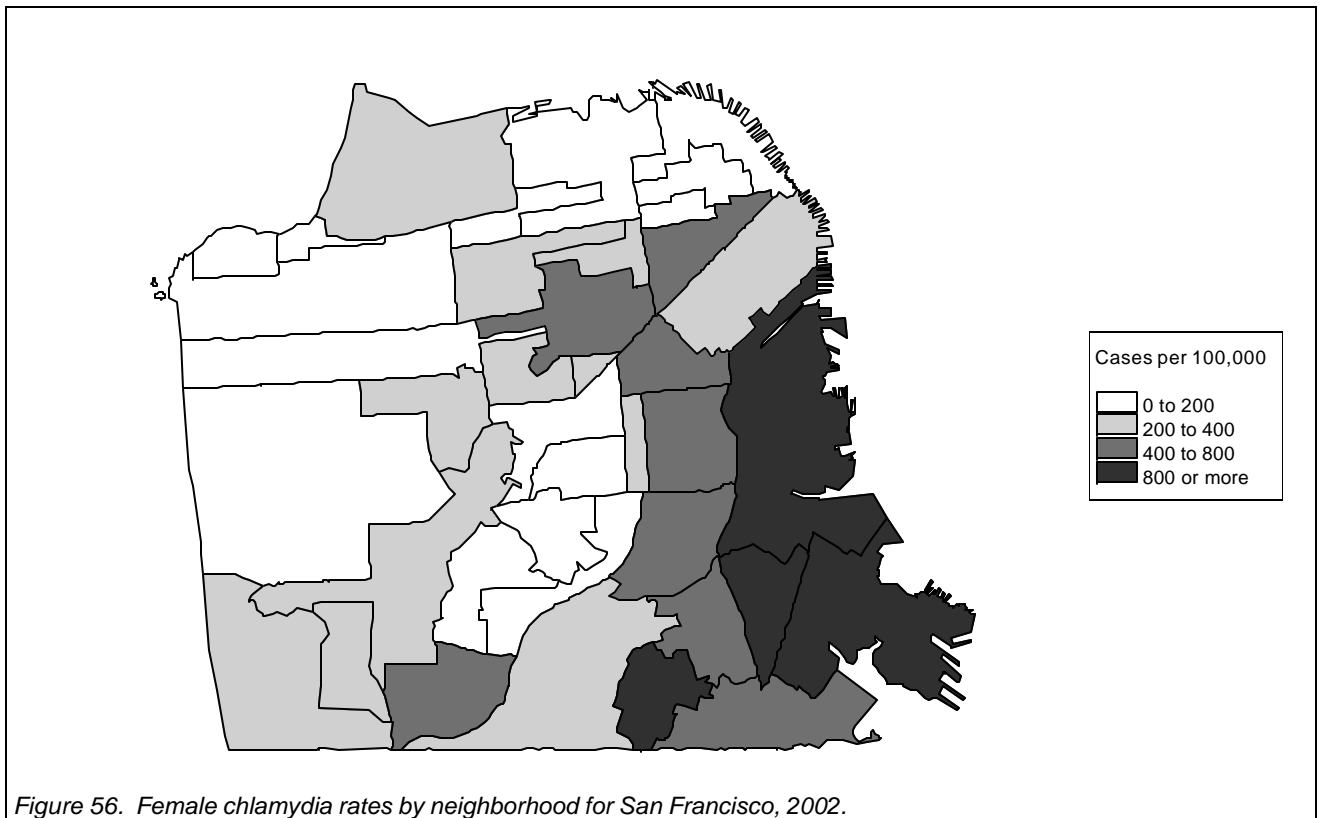 Cases per 100,000
0 to 200
200 to 400
400 to 800
800 or more
Figure 56. Female chlamydia rates by neighborhood for San Francisco, 2002.